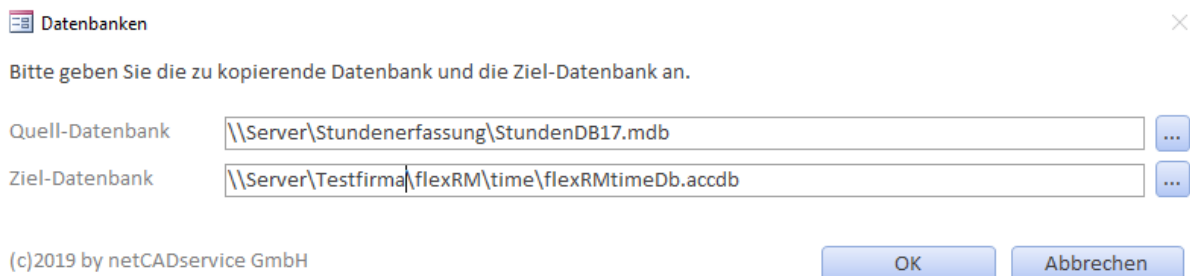 Datenbanken
Bitte geben Sie die zu kopierende Datenbank und die Ziel-Datenbank an.
Quell-Datenbank \\Server\Stundenerfassung\StundenDB17.mdb ...
Ziel-Datenbank \\Server\Testfirma\flexRM\time\flexRMtimeDb.accdb ...
(c)2019 by netCADservice GmbH OK Abbrechen